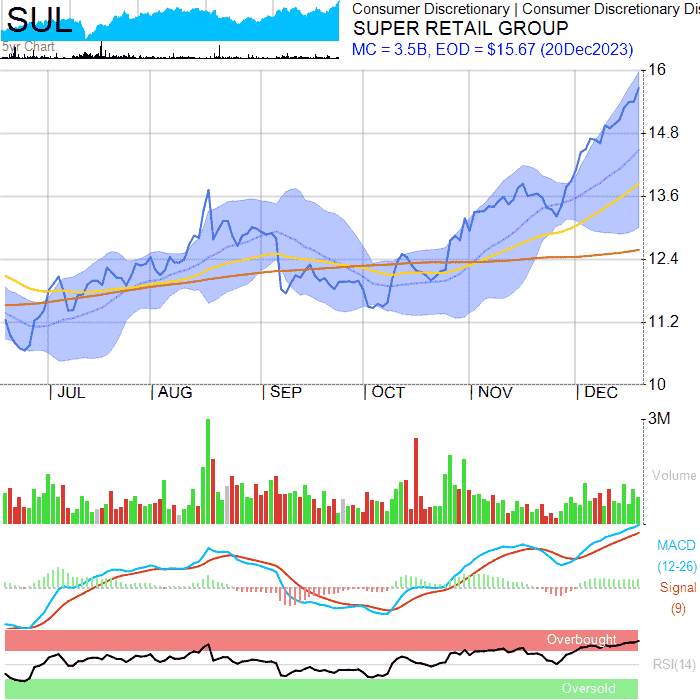 SUL
5yr Chart
Consumer Discretionary | Consumer Discretionary Dis
SUPER RETAIL GROUP
MC = 3.5B, EOD = $15.67 (20Dec2023)
16
14.8
13.6
12.4
11.2
10
| JUL | AUG | SEP | OCT | NOV | DEC
3M
Volume
MACD
(12-26)
Signal
(9)
Overbought
RSI(14)
Oversold